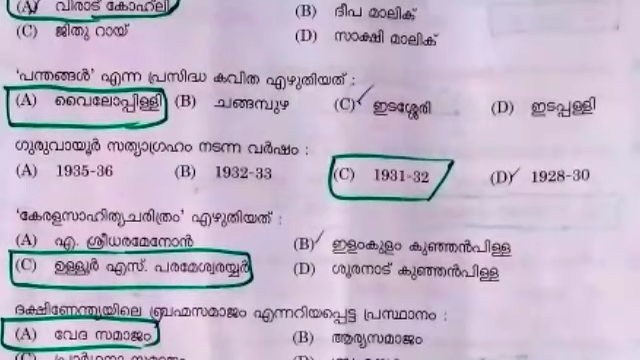 (A) വിരാട് കോഹ്‌ലി (B) ദീപ മാലിക്
(C) ജിതു റായ് (D) സാക്ഷി മാലിക്
'പന്തങ്ങൾ' എന്ന പ്രസിദ്ധ കവിത എഴുതിയത് :
(A) വൈലോപ്പിള്ളി (B) ചങ്ങമ്പുഴ (C) ഇടശ്ശേരി (D) ഇടപ്പള്ളി
ഗുരുവായൂർ സത്യാഗ്രഹം നടന്ന വർഷം :
(A) 1935-36 (B) 1932-33 (C) 1931-32 (D) 1928-30
'കേരളസാഹിത്യചരിത്രം' എഴുതിയത് :
(A) എ. ശ്രീധരമേനോൻ (B) ഇളംകുളം കുഞ്ഞൻപിള്ള
(C) ഉള്ളൂർ എസ്. പരമേശ്വരയ്യർ (D) ശൂരനാട് കുഞ്ഞൻപിള്ള
ദക്ഷിണേന്ത്യയിലെ ബ്രഹ്മസമാജം എന്നറിയപ്പെട്ട പ്രസ്ഥാനം :
(A) വേദ സമാജം (B) ആര്യസമാജം